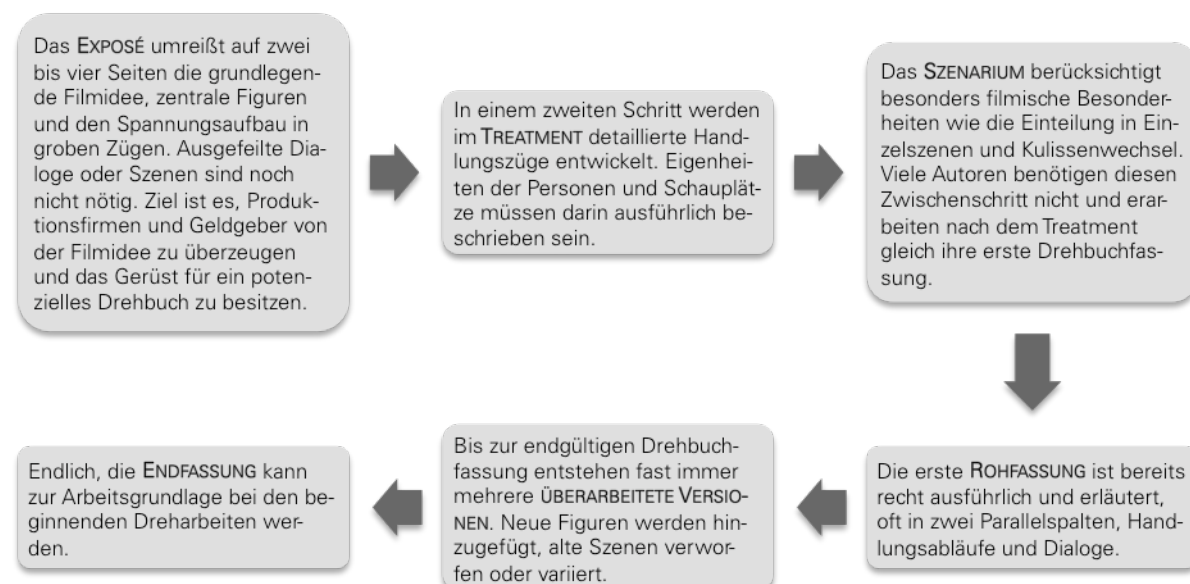 Das EXPOSÉ umreißt auf zwei
bis vier Seiten die grundlegen-
de Filmidee, zentrale Figuren
und den Spannungsaufbau in
groben Zügen. Ausgefeilte Dia-
loge oder Szenen sind noch
nicht nötig. Ziel ist es, Produk-
tionsfirmen und Geldgeber von
der Filmidee zu überzeugen
und das Gerüst für ein poten-
zielles Drehbuch zu besitzen.
In einem zweiten Schritt werden
im TREATMENT detaillierte Hand-
lungszüge entwickelt. Eigenhei-
ten der Personen und Schauplät-
ze müssen darin ausführlich be-
schrieben sein.
Das SZENARIUM berücksichtigt
besonders filmische Besonder-
heiten wie die Einteilung in Ein-
zelszenen und Kulissenwechsel.
Viele Autoren benötigen diesen
Zwischenschritt nicht und erar-
beiten nach dem Treatment
gleich ihre erste Drehbuchfas-
sung.
Die erste ROHFASSUNG ist bereits
recht ausführlich und erläutert,
oft in zwei Parallelspalten, Hand-
lungsabläufe und Dialoge.
Bis zur endgültigen Drehbuch-
fassung entstehen fast immer
mehrere ÜBERARBEITETE VERSIO-
NEN. Neue Figuren werden hin-
zugefügt, alte Szenen verwor-
fen oder variiert.
Endlich, die ENDFASSUNG kann
zur Arbeitsgrundlage bei den be-
ginnenden Dreharbeiten wer-
den.